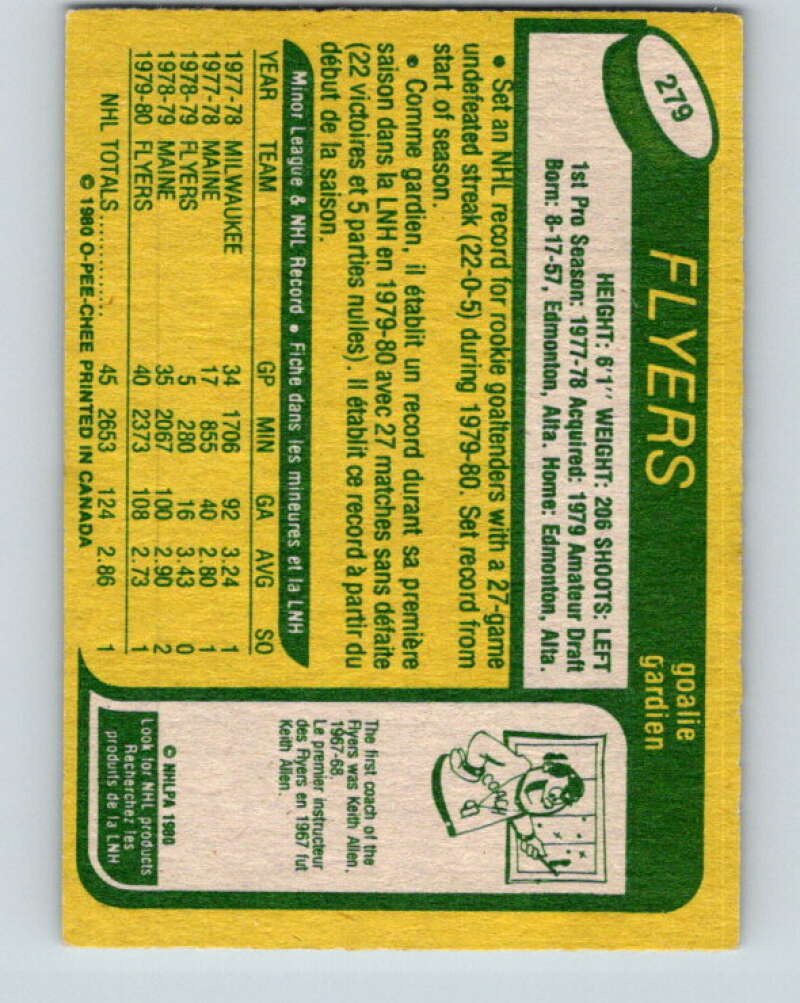 279
FLYERS
goalie
gardien
HEIGHT: 6'1" WEIGHT: 206 SHOOTS: LEFT
1st Pro Season: 1977-78 Acquired: 1979 Amateur Draft
Born: 8-17-57, Edmonton, Alta. Home: Edmonton, Alta.
• Set an NHL record for rookie goaltenders with a 27-game
undefeated streak (22-0-5) during 1979-80. Set record from
start of season.
• Comme gardien, il établit un record durant sa première
saison dans la LNH en 1979-80 avec 27 matches sans défaite
(22 victoires et 5 parties nulles). Il établit ce record à partir du
début de la saison.
Minor League & NHL Record • Fiche dans les mineures et la LNH
YEAR TEAM GP MIN GA AVG SO
1977-78 MILWAUKEE 34 1706 92 3.24 1
1977-78 MAINE 17 855 40 2.80 1
1978-79 FLYERS 5 280 16 3.43 0
1978-79 MAINE 35 2067 100 2.90 2
1979-80 FLYERS 40 2373 108 2.73 1
NHL TOTALS ............ 45 2653 124 2.86 1
© 1980 O-PEE-CHEE PRINTED IN CANADA
COACH
The first coach of the
Flyers was Keith Allen.
1967-68.
Le premier instructeur
des Flyers en 1967 fut
Keith Allen.
© NHLPA 1980
Look for NHL products
Recherchez les
produits de la LNH